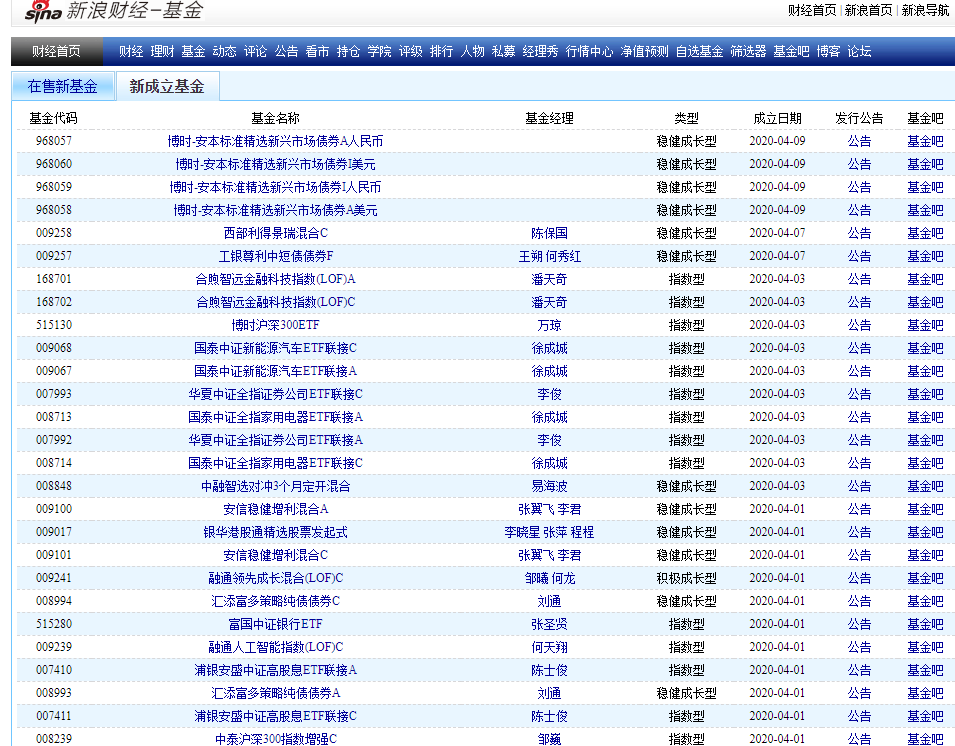 sina 新浪财经-基金
财经首页 | 新浪首页 | 新浪导航
财经首页 财经 理财 基金 动态 评论 公告 看市 持仓 学院 评级 排行 人物 私募 经理秀 行情中心 净值预测 自选基金 筛选器 基金吧 博客 论坛
在售新基金 新成立基金
基金代码 基金名称 基金经理 类型 成立日期 发行公告 基金吧
968057 博时-安本标准精选新兴市场债券A人民币 稳健成长型 2020-04-09 公告 基金吧
968060 博时-安本标准精选新兴市场债券I美元 稳健成长型 2020-04-09 公告 基金吧
968059 博时-安本标准精选新兴市场债券I人民币 稳健成长型 2020-04-09 公告 基金吧
968058 博时-安本标准精选新兴市场债券A美元 稳健成长型 2020-04-09 公告 基金吧
009258 西部利得景瑞混合C 陈保国 稳健成长型 2020-04-07 公告 基金吧
009257 工银尊利中短债债券F 王朔 何秀红 稳健成长型 2020-04-07 公告 基金吧
168701 合煦智远金融科技指数(LOF)A 潘天奇 指数型 2020-04-03 公告 基金吧
168702 合煦智远金融科技指数(LOF)C 潘天奇 指数型 2020-04-03 公告 基金吧
515130 博时沪深300ETF 万琼 指数型 2020-04-03 公告 基金吧
009068 国泰中证新能源汽车ETF联接C 徐成城 指数型 2020-04-03 公告 基金吧
009067 国泰中证新能源汽车ETF联接A 徐成城 指数型 2020-04-03 公告 基金吧
007993 华夏中证全指证券公司ETF联接C 李俊 指数型 2020-04-03 公告 基金吧
008713 国泰中证全指家用电器ETF联接A 徐成城 指数型 2020-04-03 公告 基金吧
007992 华夏中证全指证券公司ETF联接A 李俊 指数型 2020-04-03 公告 基金吧
008714 国泰中证全指家用电器ETF联接C 徐成城 指数型 2020-04-03 公告 基金吧
008848 中融智选对冲3个月定开混合 易海波 稳健成长型 2020-04-03 公告 基金吧
009100 安信稳健增利混合A 张翼飞 李君 稳健成长型 2020-04-01 公告 基金吧
009017 银华港股通精选股票发起式 李晓星 张萍 程桯 稳健成长型 2020-04-01 公告 基金吧
009101 安信稳健增利混合C 张翼飞 李君 稳健成长型 2020-04-01 公告 基金吧
009241 融通领先成长混合(LOF)C 邹曦 何龙 积极成长型 2020-04-01 公告 基金吧
008994 汇添富多策略纯债债券C 刘通 稳健成长型 2020-04-01 公告 基金吧
515280 富国中证银行ETF 张圣贤 指数型 2020-04-01 公告 基金吧
009239 融通人工智能指数(LOF)C 何天翔 指数型 2020-04-01 公告 基金吧
007410 浦银安盛中证高股息ETF联接A 陈士俊 指数型 2020-04-01 公告 基金吧
008993 汇添富多策略纯债债券A 刘通 稳健成长型 2020-04-01 公告 基金吧
007411 浦银安盛中证高股息ETF联接C 陈士俊 指数型 2020-04-01 公告 基金吧
008239 中泰沪深300指数增强C 邹巍 指数型 2020-04-01 公告 基金吧